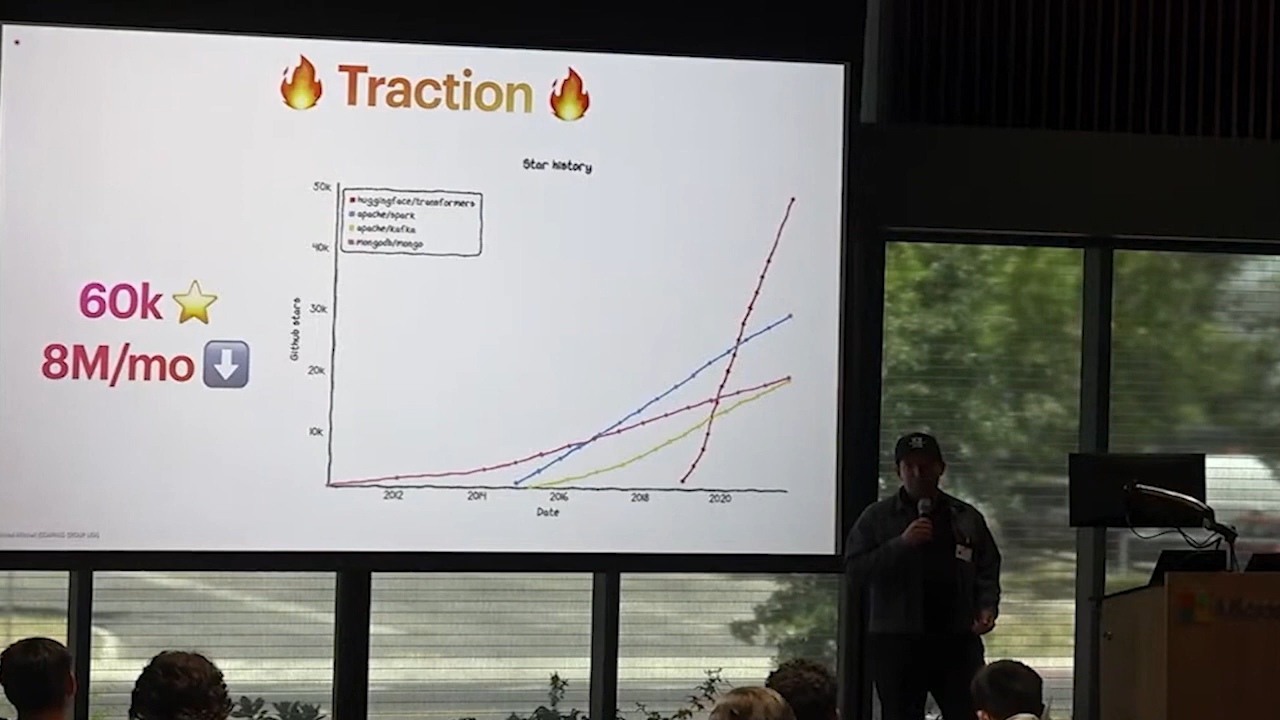 Traction
Star history
50k
huggingface/transformers
apache/spark
apache/kafka
mongodb/mongo
40k
60k
30k
Github stars
8M/mo
20k
10k
2012 2014 2016 2018 2020
Date